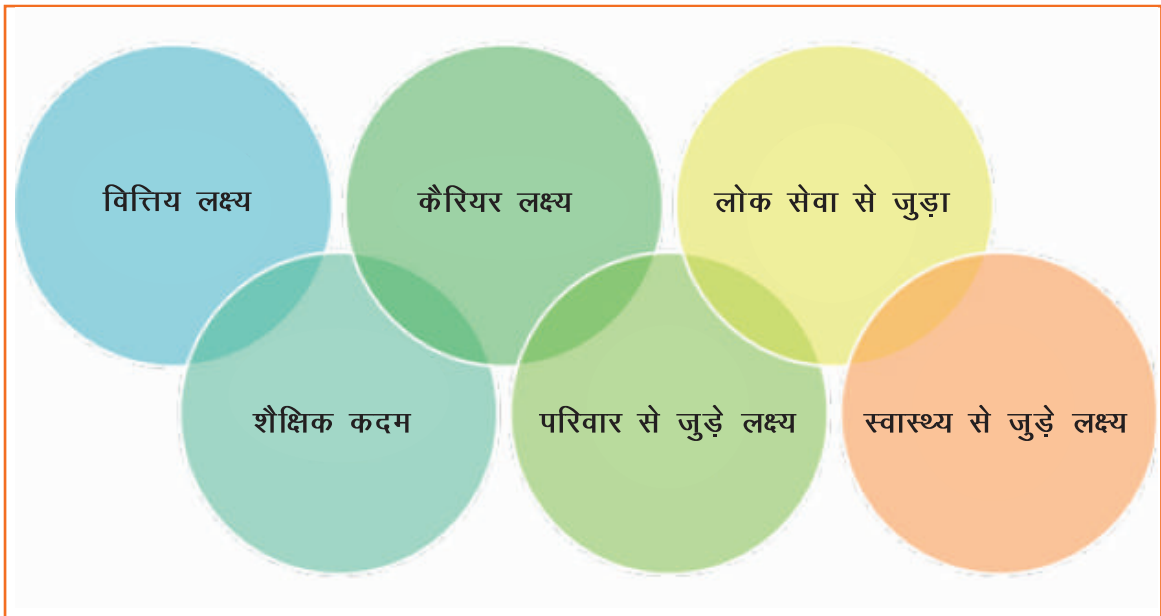 वित्तिय लक्ष्य
कैरियर लक्ष्य
लोक सेवा से जुड़ा
शैक्षिक कदम
परिवार से जुड़े लक्ष्य
स्वास्थ्य से जुड़े लक्ष्य